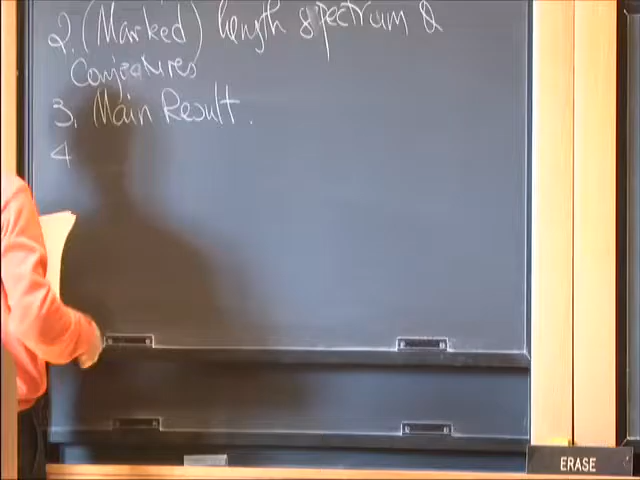 2. (Marked) length spectrum &
Conjectures
3. Main Result.
4
ERASE